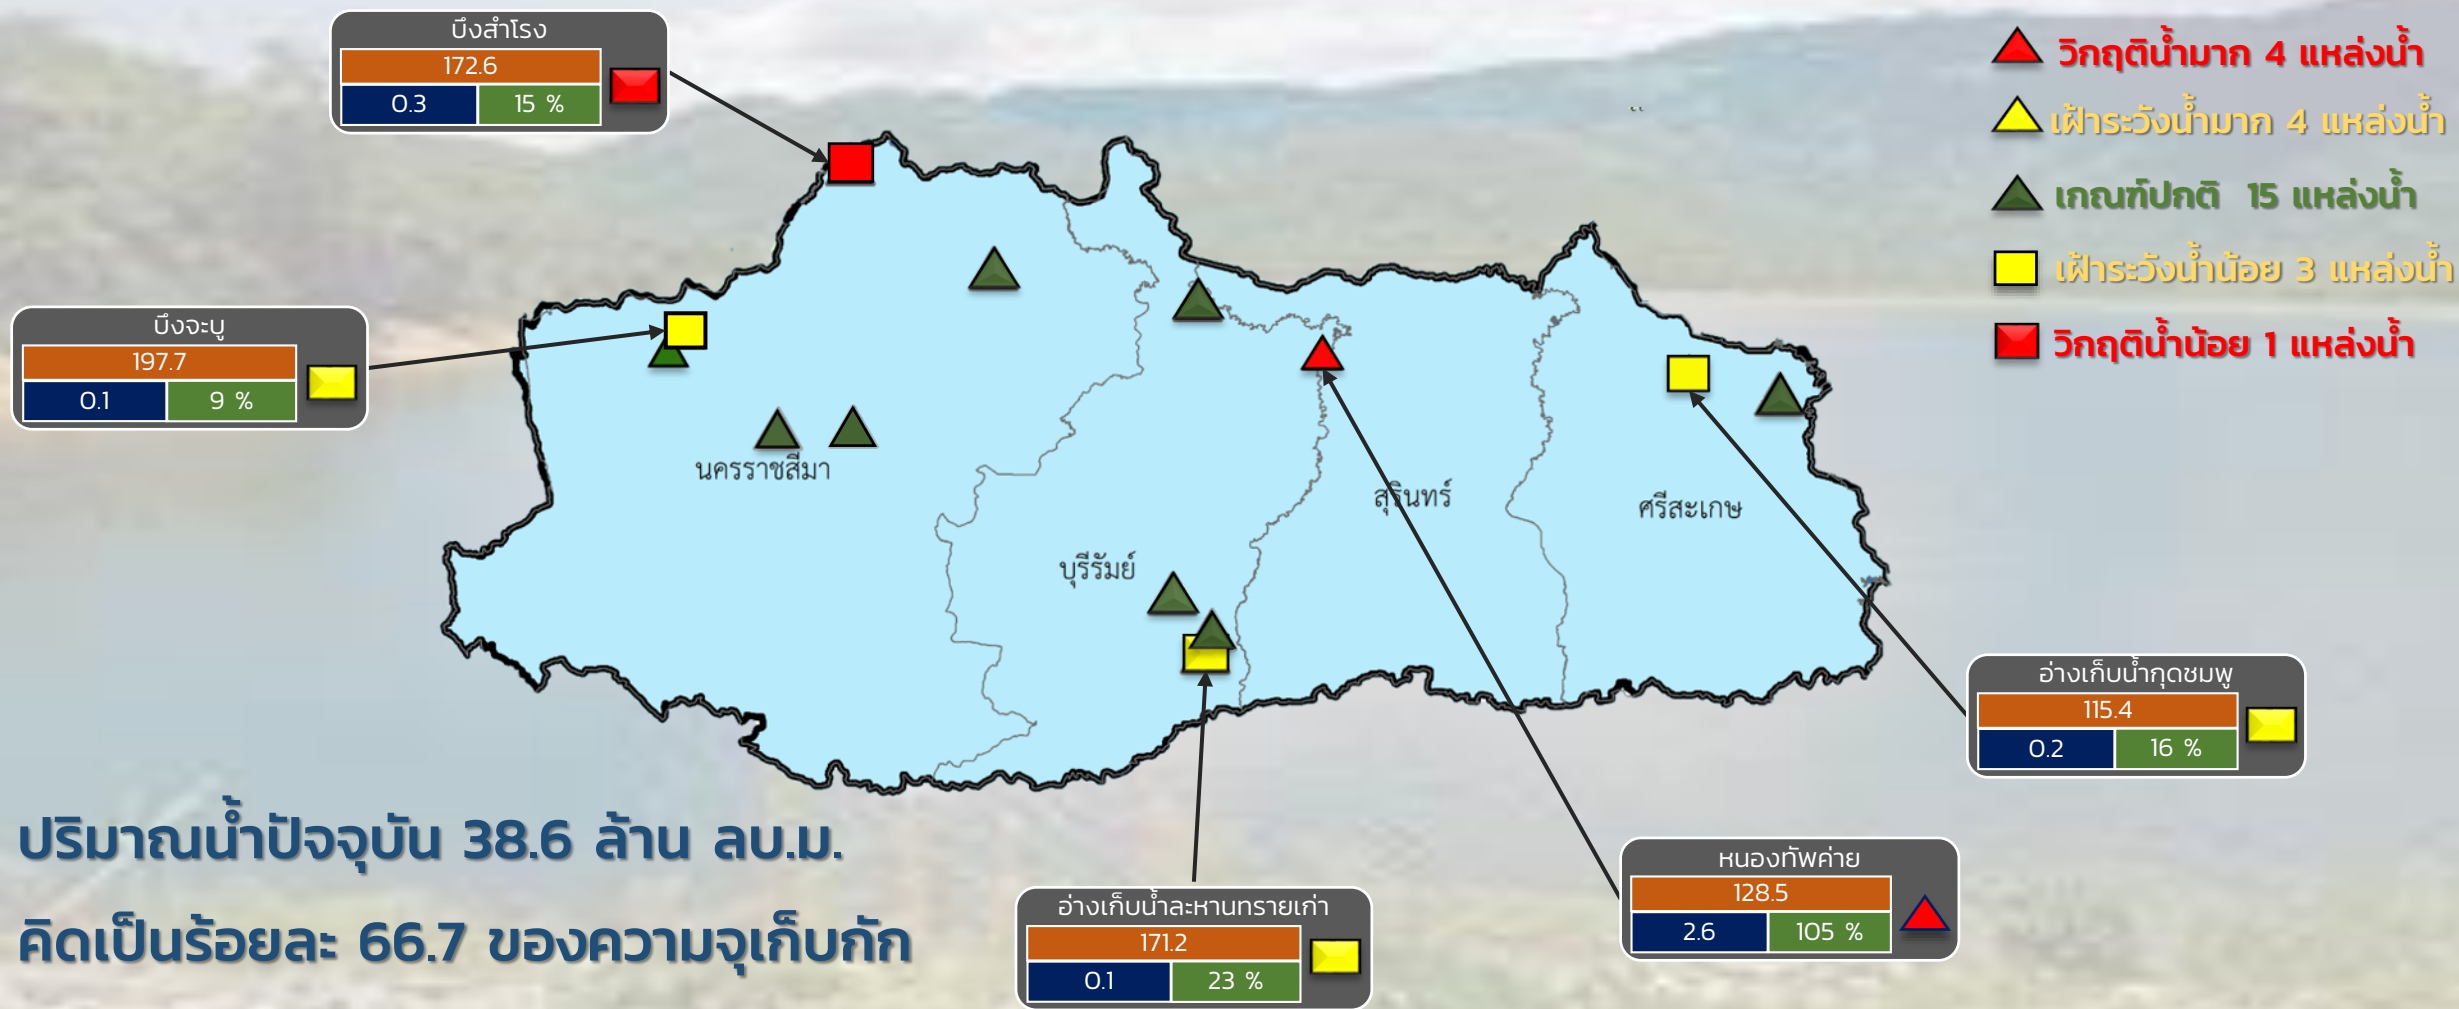 บึงสำโรง
172.6
0.3 15 %
วิกฤติน้ำมาก 4 แหล่งน้ำ
เฝ้าระวังน้ำมาก 4 แหล่งน้ำ
เกณฑ์ปกติ 15 แหล่งน้ำ
เฝ้าระวังน้ำน้อย 3 แหล่งน้ำ
วิกฤติน้ำน้อย 1 แหล่งน้ำ
บึงจะบู
197.7
0.1 9 %
นครราชสีมา
สุรินทร์
ศรีสะเกษ
บุรีรัมย์
อ่างเก็บน้ำกุดชมพู
115.4
0.2 16 %
ปริมาณน้ำปัจจุบัน 38.6 ล้าน ลบ.ม.
คิดเป็นร้อยละ 66.7 ของความจุเก็บกัก
อ่างเก็บน้ำละหานทรายเก่า
171.2
0.1 23 %
หนองทัพค่าย
128.5
2.6 105 %